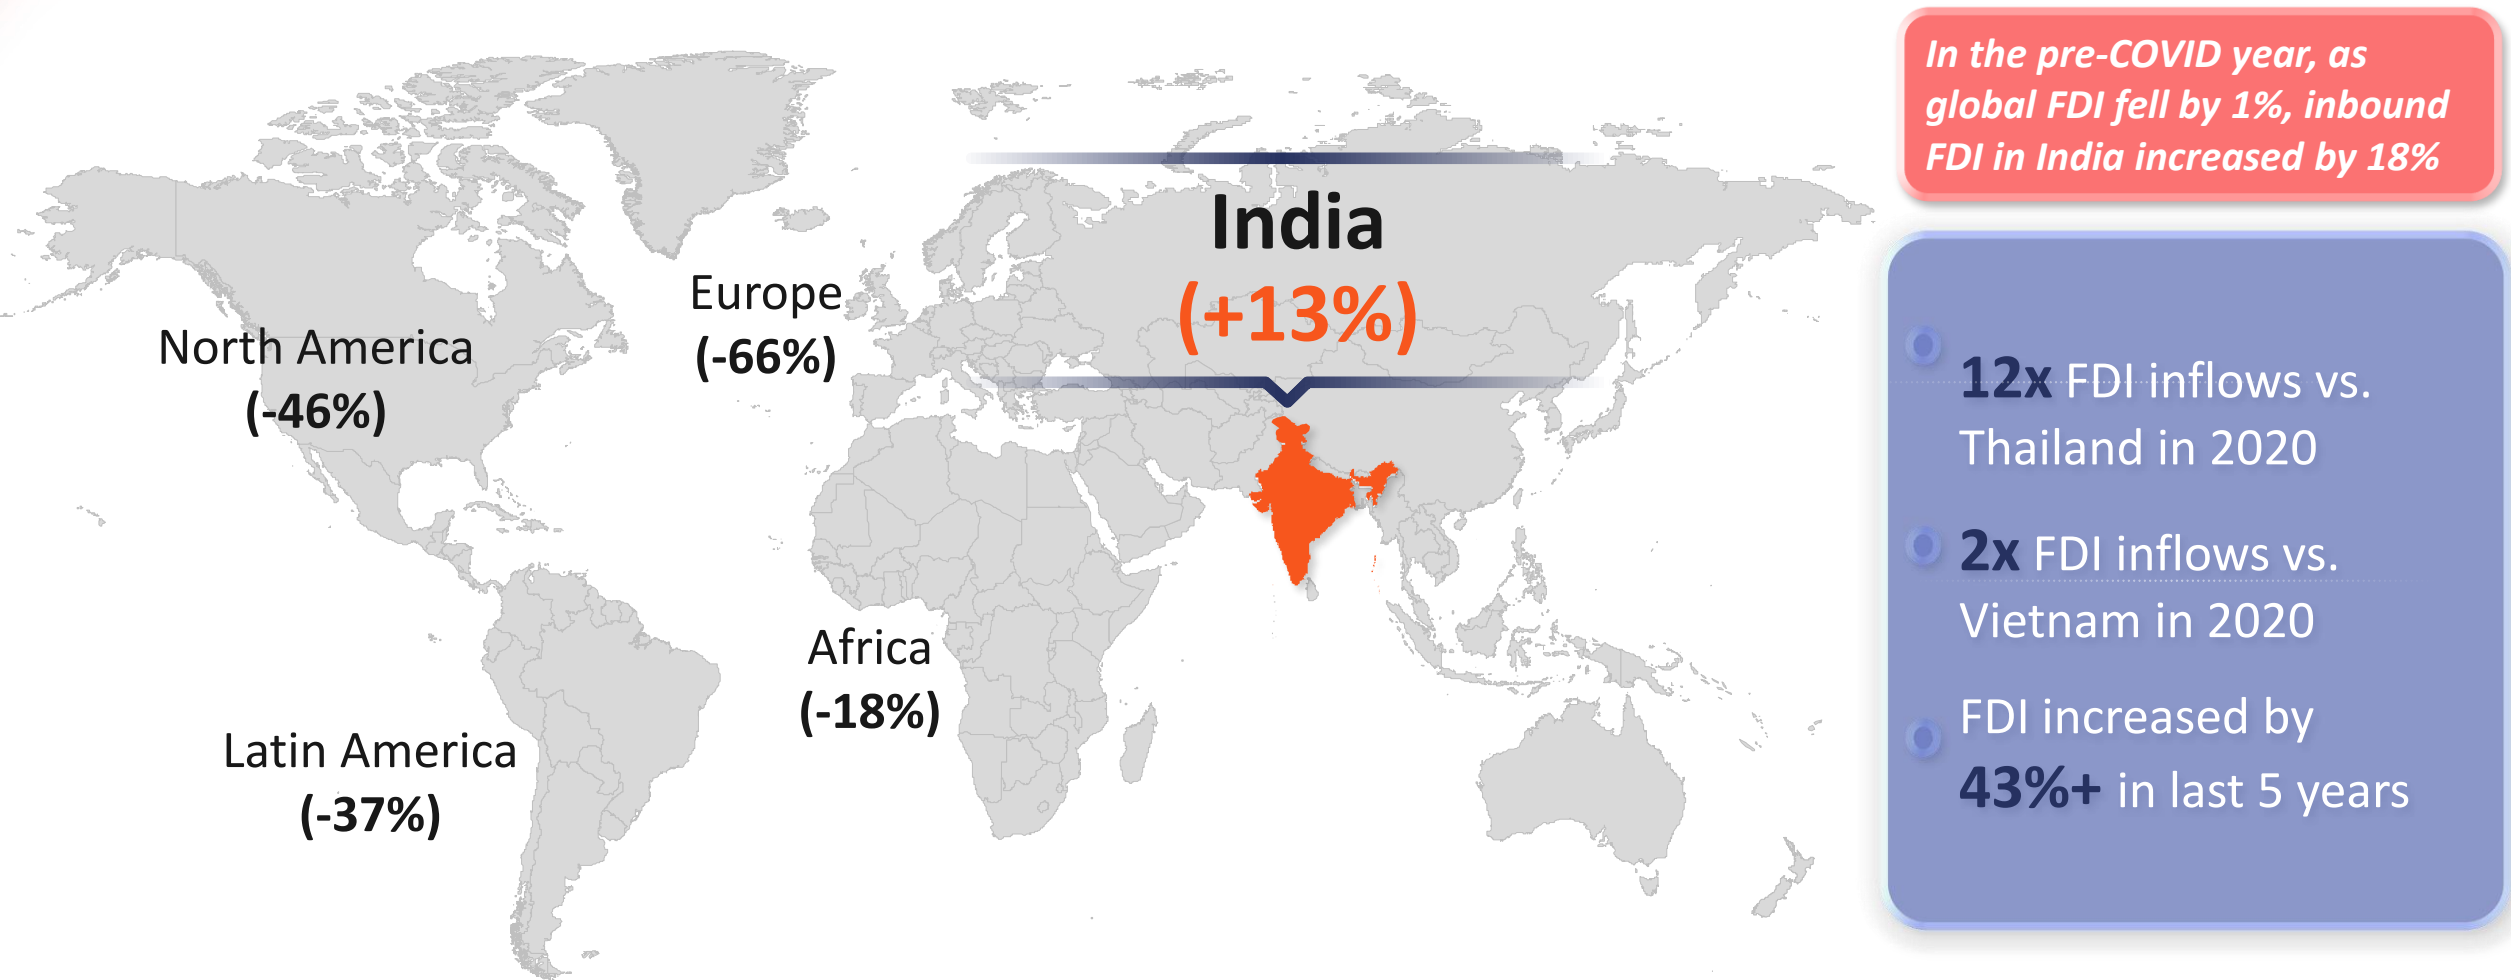 In the pre-COVID year, as
global FDI fell by 1%, inbound
FDI in India increased by 18%
India
(+13%)
Europe
(-66%)
North America
(-46%)
Africa
(-18%)
Latin America
(-37%)
12x FDI inflows vs.
Thailand in 2020
2x FDI inflows vs.
Vietnam in 2020
FDI increased by
43%+ in last 5 years